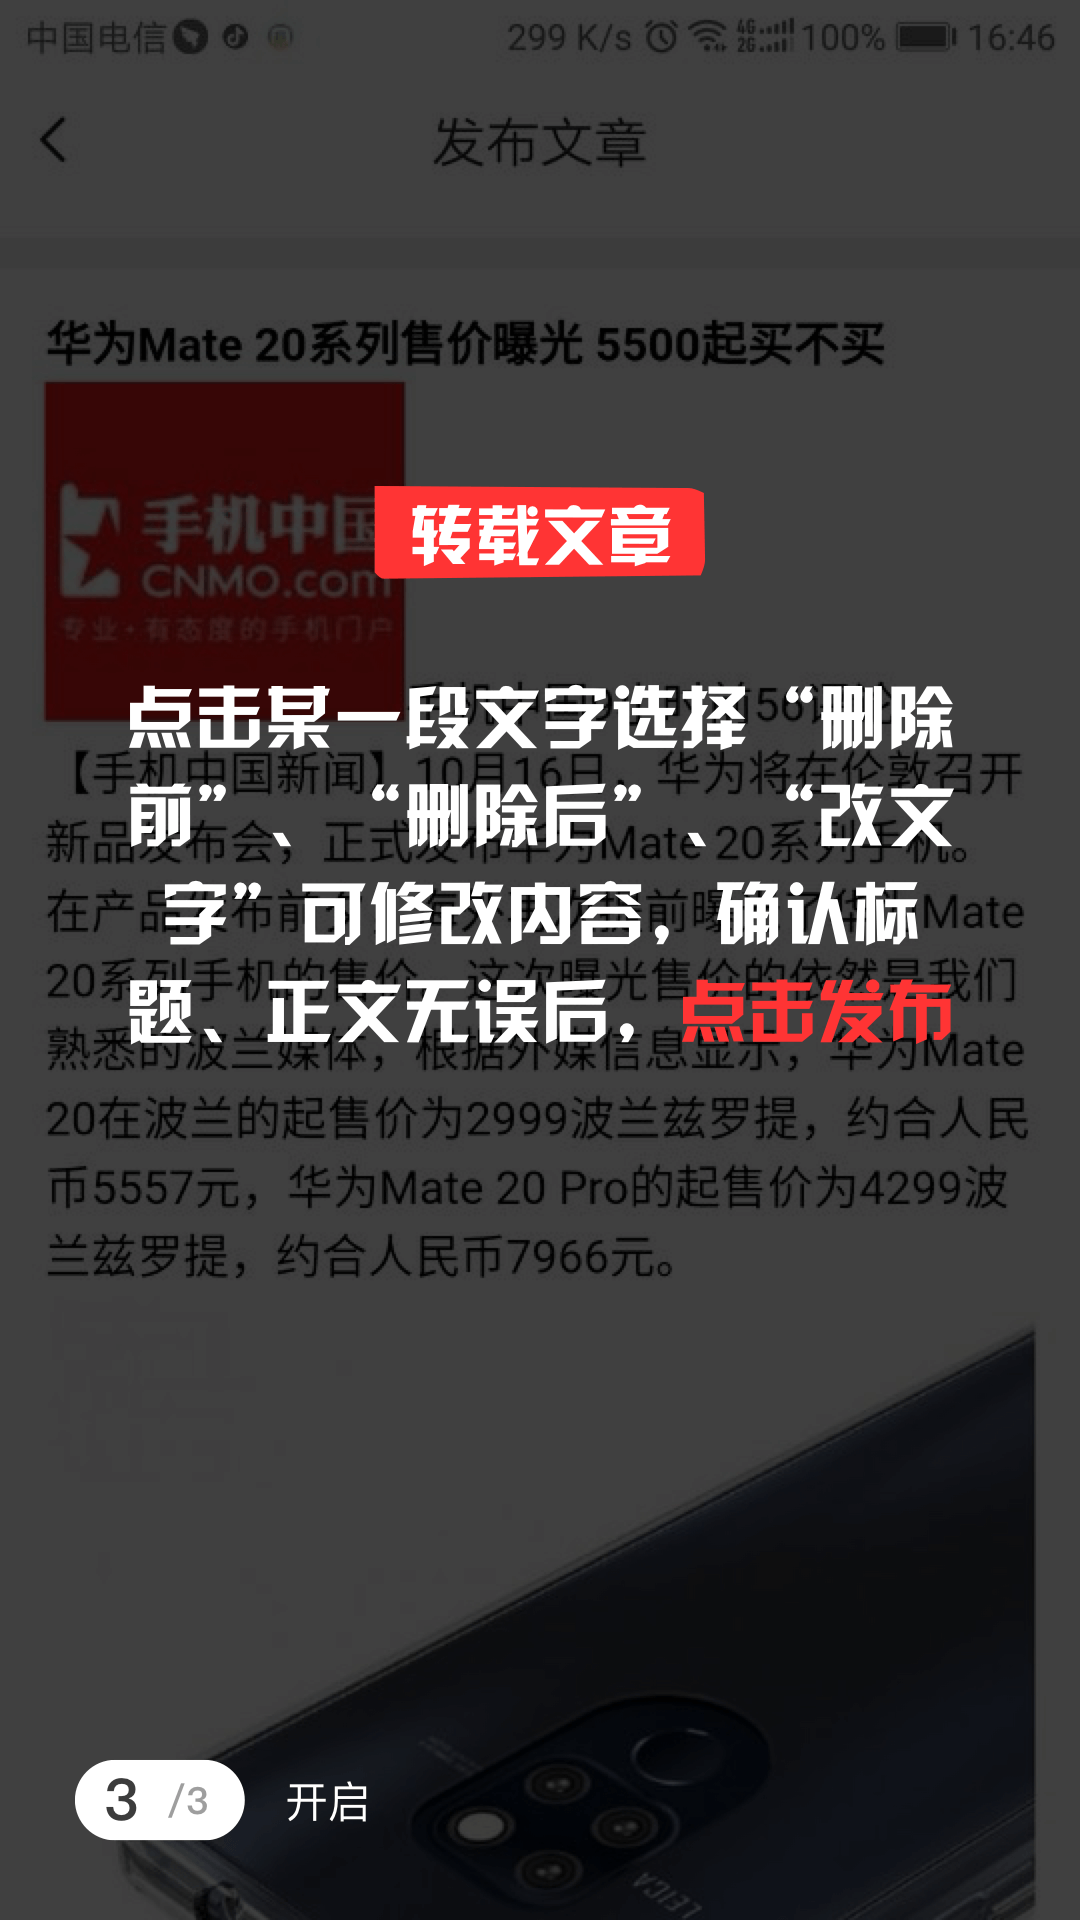 中国电信 299 K/s 4G 2G 100% 16:46
发布文章
华为Mate 20系列售价曝光 5500起买不买
手机中国
CNMO.com
专业·有态度的手机门户
转载文章
点击某一段文字选择“删除
前”、“删除后”、“改文
字”可修改内容，确认标
题、正文无误后，点击发布
【手机中国新闻】10月16日，华为将在伦敦召开
新品发布会，正式发布华为Mate 20系列手机。
在产品发布前 前曝 Mate
20系列手机的售价，这次曝光售价的依然是我们
熟悉的波兰媒体，根据外媒信息显示，华为Mate
20在波兰的起售价为2999波兰兹罗提，约合人民
币5557元，华为Mate 20 Pro的起售价为4299波
兰兹罗提，约合人民币7966元。
LEICA
3 /3 开启